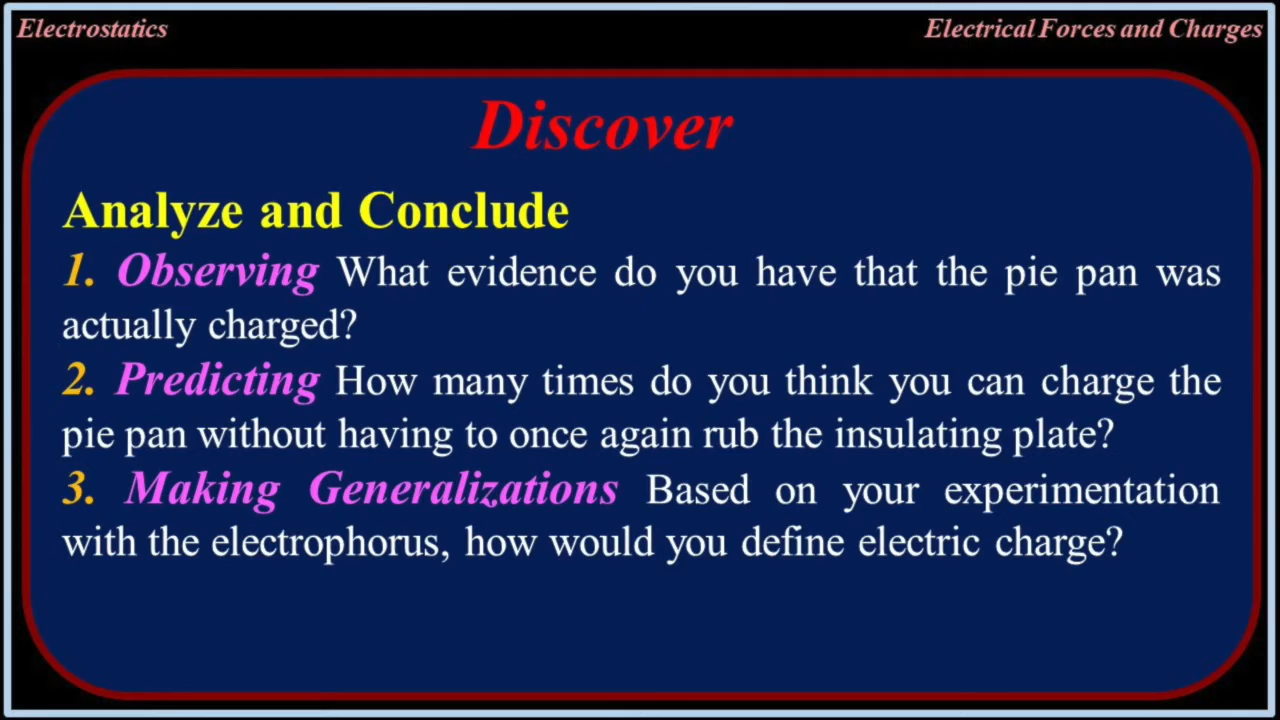 Electrostatics
Electrical Forces and Charges
Discover
Analyze and Conclude
1. Observing What evidence do you have that the pie pan was
actually charged?
2. Predicting How many times do you think you can charge the
pie pan without having to once again rub the insulating plate?
3. Making Generalizations Based on your experimentation
with the electrophorus, how would you define electric charge?